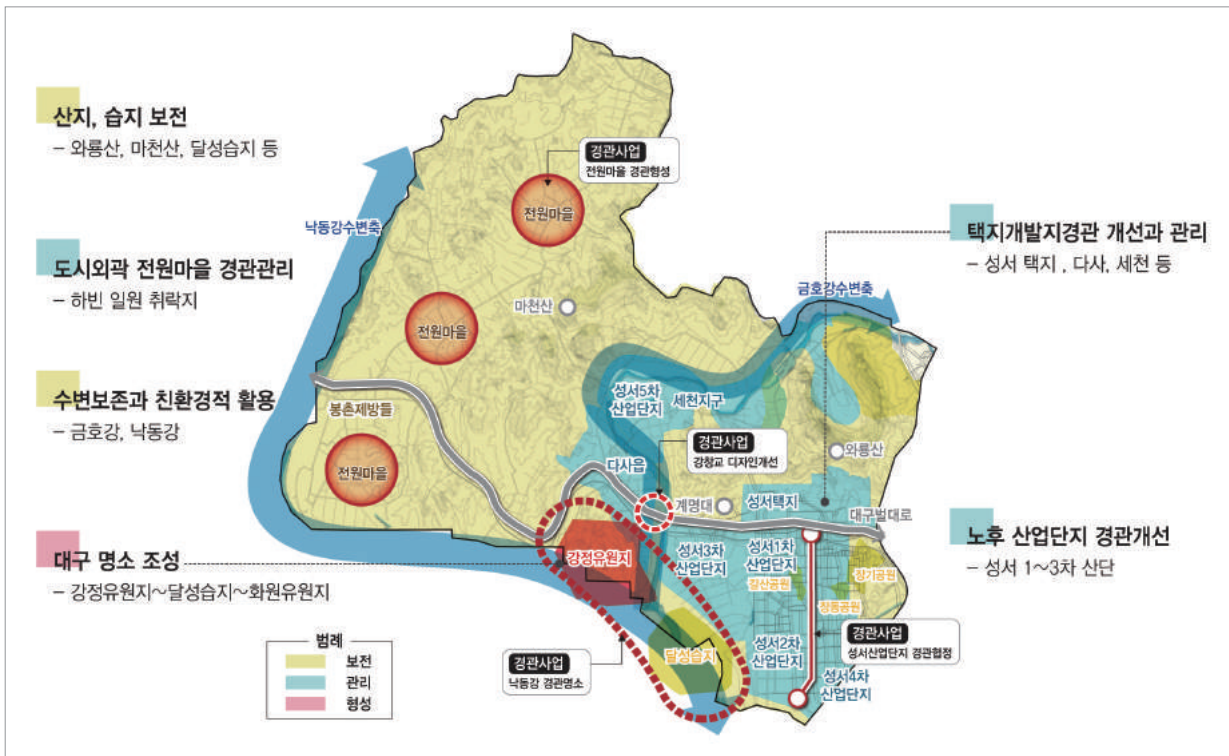 산지, 습지 보전
- 와룡산, 마천산, 달성습지 등
도시외곽 전원마을 경관관리
- 하빈 일원 취락지
수변보존과 친환경적 활용
- 금호강, 낙동강
대구 명소 조성
- 강정유원지~달성습지~화원유원지
범례
보전
관리
형성
경관사업
전원마을 경관형성
전원마을
낙동강수변축
마천산
전원마을
금호강수변축
성서5차
산업단지
세천지구
봉촌제방들
경관사업
강창교 디자인개선
와룡산
다사읍
전원마을
계명대
성서택지
대구벌대로
강정유원지
성서3차
산업단지
성서1차
산업단지
갈산공원
장기공원
장동공원
달성습지
성서2차
산업단지
경관사업
성서산업단지 경관협정
경관사업
낙동강 경관명소
성서4차
산업단지
택지개발지경관 개선과 관리
- 성서 택지 , 다사, 세천 등
노후 산업단지 경관개선
- 성서 1~3차 산단